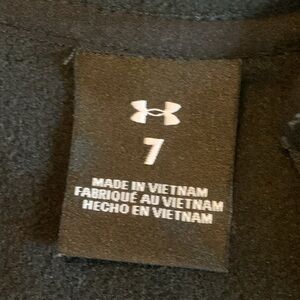 7
MADE IN VIETNAM
FABRIQUÉ AU VIETNAM
HECHO EN VIETNAM